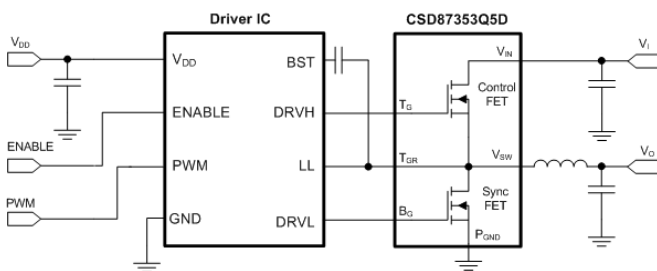 Driver IC
CSD87353Q5D
VDD
VDD
BST
VIN
VI
Control
FET
ENABLE
DRVH
TG
ENABLE
PWM
LL
TGR
VSW
VO
PWM
Sync
FET
GND
DRVL
BG
PGND